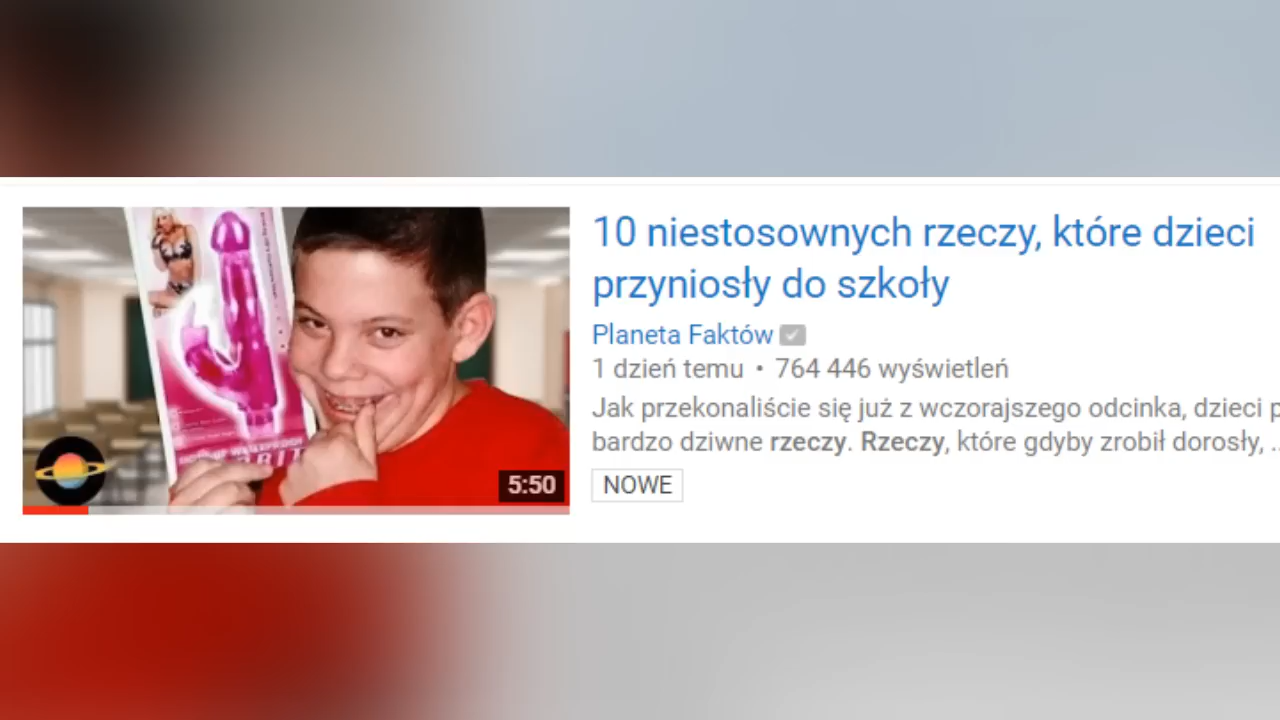 10 niestosownych rzeczy, które dzieci
przyniosły do szkoły
Planeta Faktów
1 dzień temu • 764 446 wyświetleń
Jak przekonaliście się już z wczorajszego odcinka, dzieci p
bardzo dziwne rzeczy. Rzeczy, które gdyby zrobił dorosły, ...
5:50
NOWE